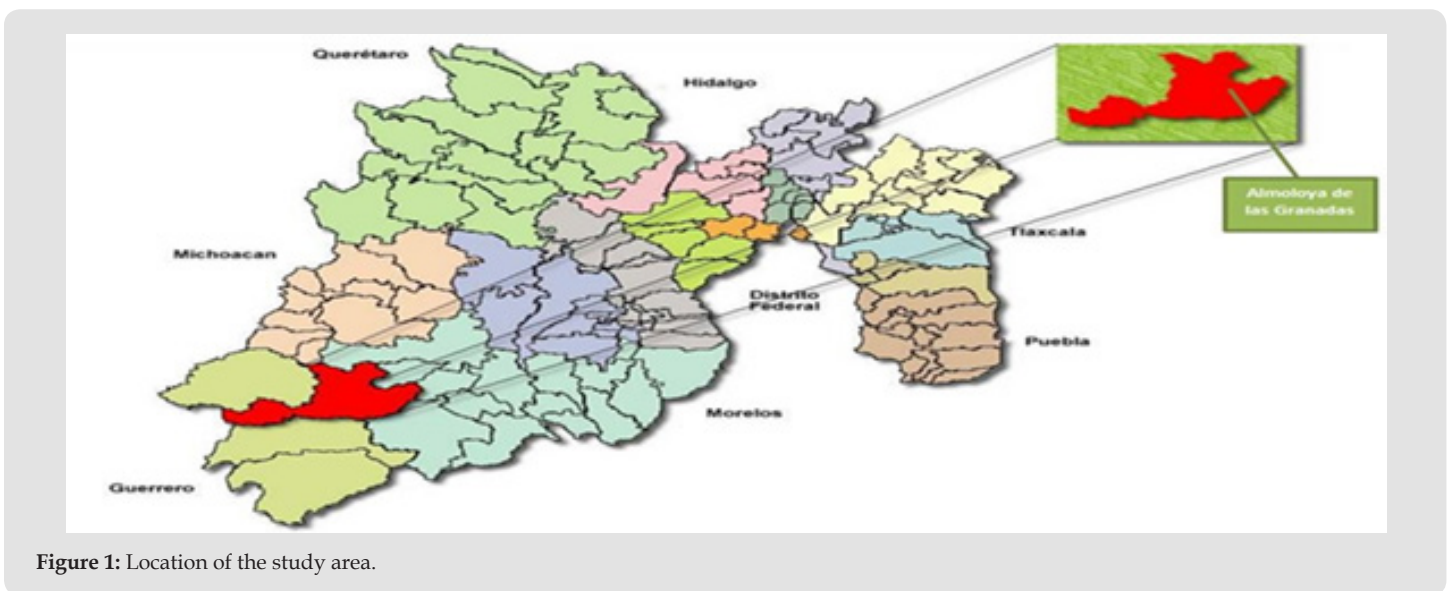 Querétaro
Hidalgo
Almoloya de
las Granadas
Michoacan
Tlaxcala
Distrito
Federal
Puebla
Morelos
Guerrero
Figure 1: Location of the study area.